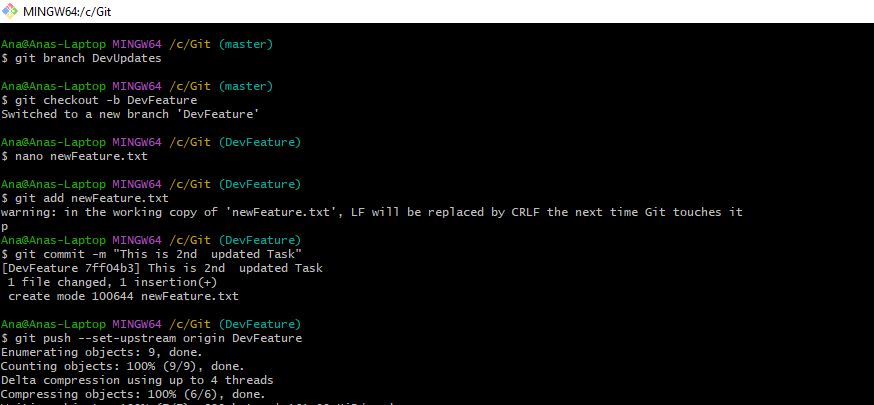 MINGW64:/c/Git
Ana@Anas-Laptop MINGW64 /c/Git (master)
$ git branch DevUpdates
Ana@Anas-Laptop MINGW64 /c/Git (master)
$ git checkout -b DevFeature
Switched to a new branch 'DevFeature'
Ana@Anas-Laptop MINGW64 /c/Git (DevFeature)
$ nano newFeature.txt
Ana@Anas-Laptop MINGW64 /c/Git (DevFeature)
$ git add newFeature.txt
warning: in the working copy of 'newFeature.txt', LF will be replaced by CRLF the next time Git touches it
p
Ana@Anas-Laptop MINGW64 /c/Git (DevFeature)
$ git commit -m "This is 2nd  updated Task"
[DevFeature 7ff04b3] This is 2nd  updated Task
 1 file changed, 1 insertion(+)
 create mode 100644 newFeature.txt
Ana@Anas-Laptop MINGW64 /c/Git (DevFeature)
$ git push --set-upstream origin DevFeature
Enumerating objects: 9, done.
Counting objects: 100% (9/9), done.
Delta compression using up to 4 threads
Compressing objects: 100% (6/6), done.